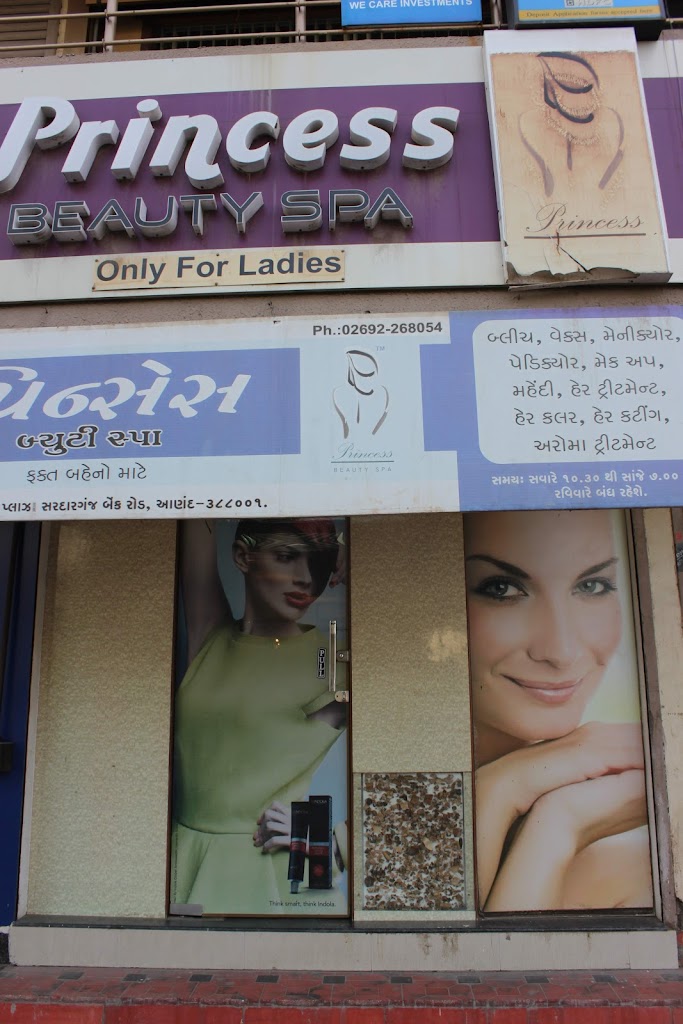 WE CARE INVESTMENTS
Princess
BEAUTY SPA
Only For Ladies
Princess
Ph.:02692-268054
પ્રિન્સેસ
બ્યુટી સ્પા
ફક્ત બહેનો માટે
પ્લાઝા સરદારગંજ બેંક રોડ, આણંદ-૩૮૮૦૦૧.
TM
Princess
BEAUTY SPA
બ્લીચ, વેક્સ, મેનીક્યોર,
પેડિક્યોર, મેક અપ,
મહેંદી, હેર ટ્રીટમેન્ટ,
હેર કલર, હેર કટીંગ,
અરોમા ટ્રીટમેન્ટ
સમય: સવારે ૧૦.૩૦ થી સાંજે ૭.૦૦
રવિવારે બંધ રહેશે.
PULL
Think smart, think Indola.